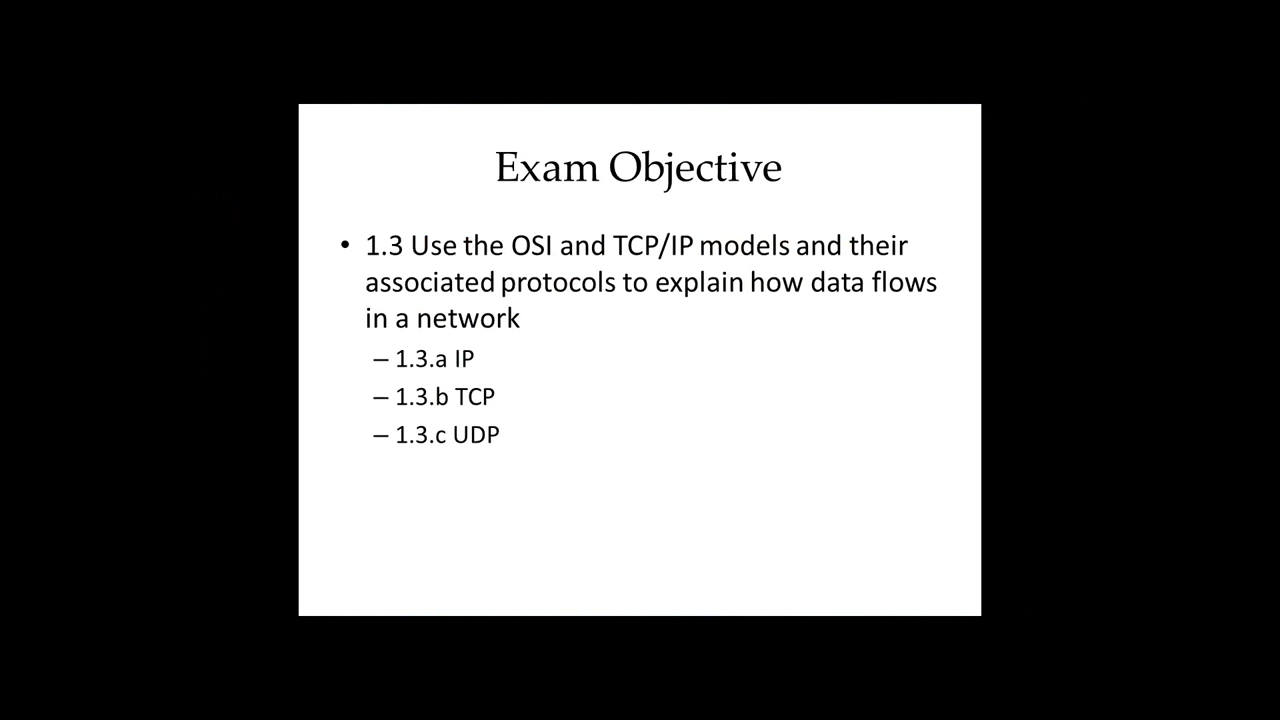 Exam Objective
• 1.3 Use the OSI and TCP/IP models and their
associated protocols to explain how data flows
in a network
– 1.3.a IP
– 1.3.b TCP
– 1.3.c UDP